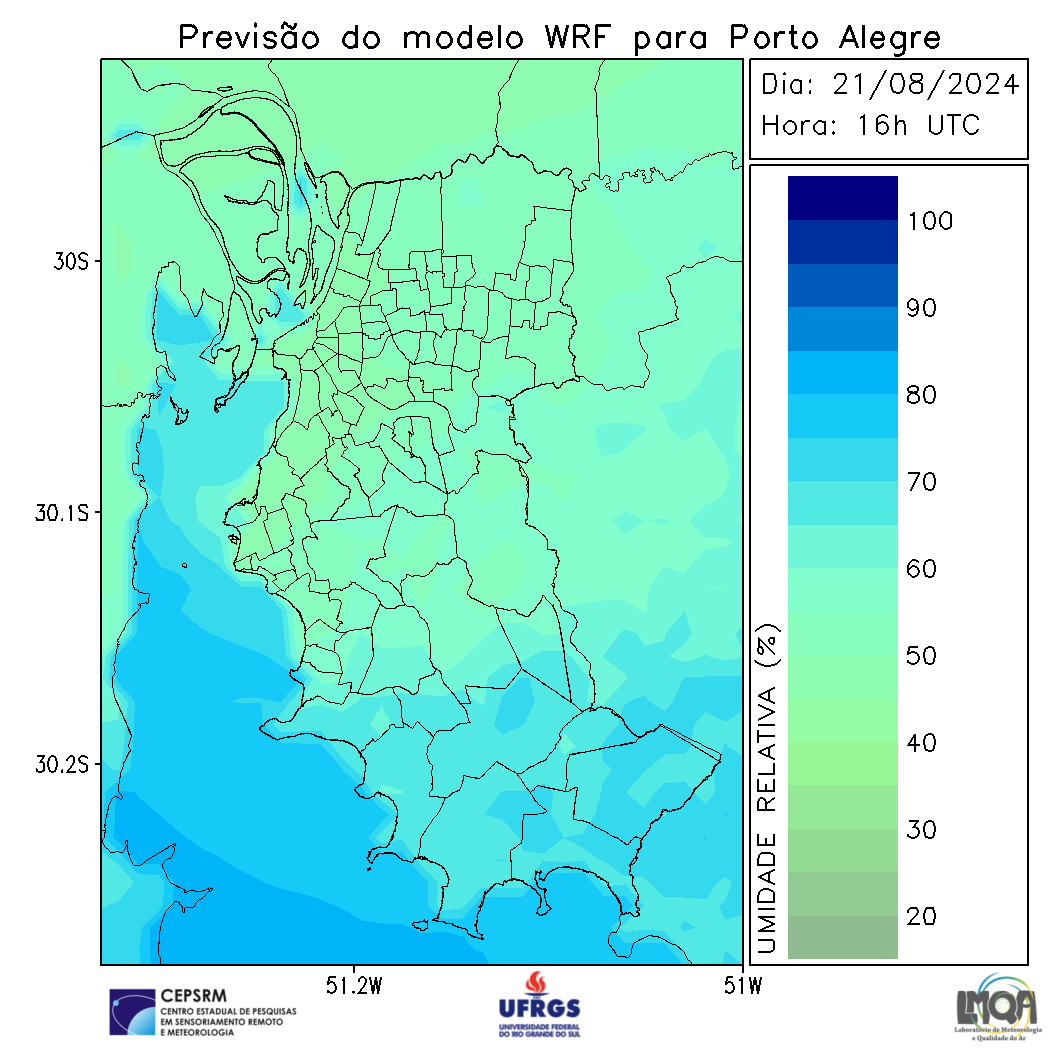 Previsão do modelo WRF para Porto Alegre
Dia: 21/08/2024
Hora: 16h UTC
30S
30.1S
30.2S
51.2W
51W
100
90
80
70
60
50
40
30
20
UMIDADE RELATIVA (%)
CEPSRM
CENTRO ESTADUAL DE PESQUISAS
EM SENSORIAMENTO REMOTO
E METEOROLOGIA
UFRGS
UNIVERSIDADE FEDERAL
DO RIO GRANDE DO SUL
LMQA
Laboratório de Meteorologia
e Qualidade do Ar